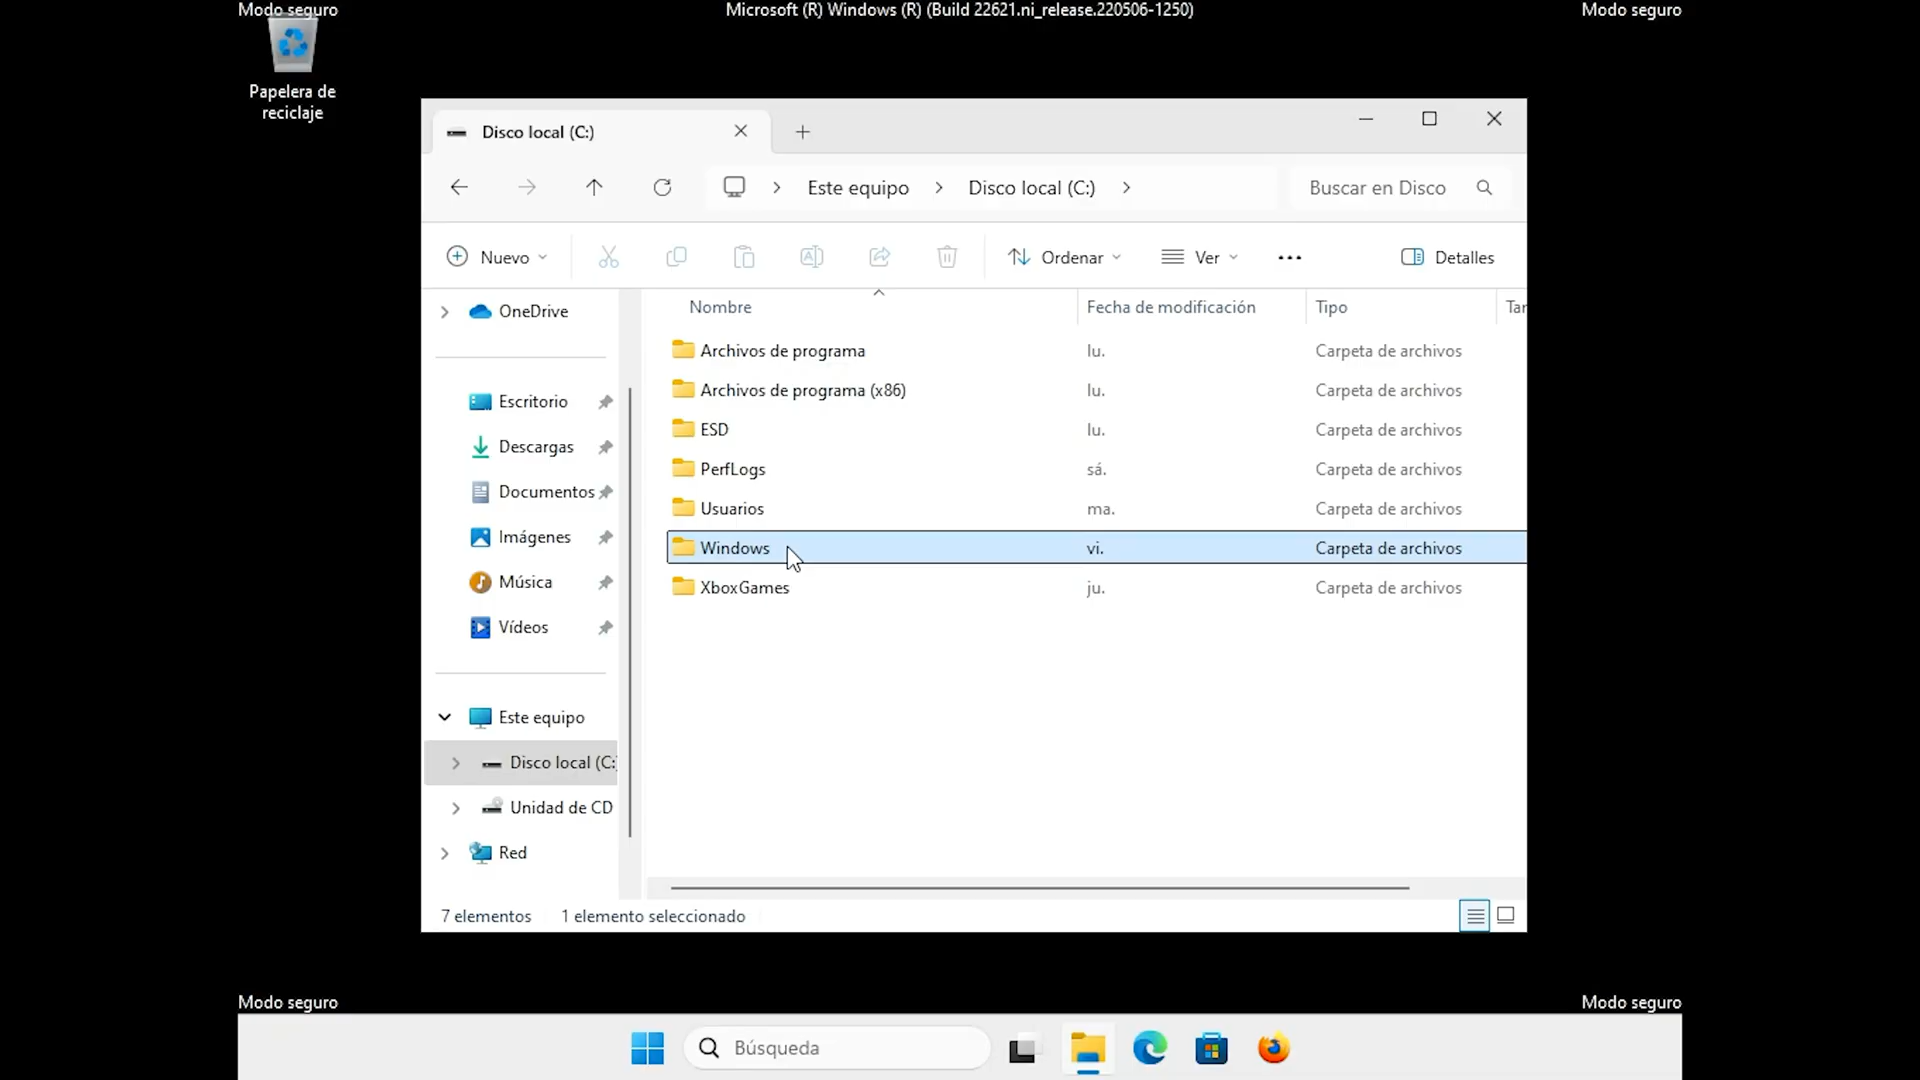 Modo seguro
Microsoft (R) Windows (R) (Build 22621.ni_release.220506-1250)
Modo seguro
Papelera de
reciclaje
Disco local (C:)
Este equipo
Disco local (C:)
Buscar en Disco
Nuevo
Ordenar
Ver
Detalles
OneDrive
Escritorio
Descargas
Documentos
Imágenes
Música
Vídeos
Este equipo
Disco local (C:
Unidad de CD
Red
Nombre
Fecha de modificación
Tipo
Tar
Archivos de programa
lu.
Carpeta de archivos
Archivos de programa (x86)
lu.
Carpeta de archivos
ESD
lu.
Carpeta de archivos
PerfLogs
sá.
Carpeta de archivos
Usuarios
ma.
Carpeta de archivos
Windows
vi.
Carpeta de archivos
XboxGames
ju.
Carpeta de archivos
7 elementos
1 elemento seleccionado
Modo seguro
Modo seguro
Búsqueda